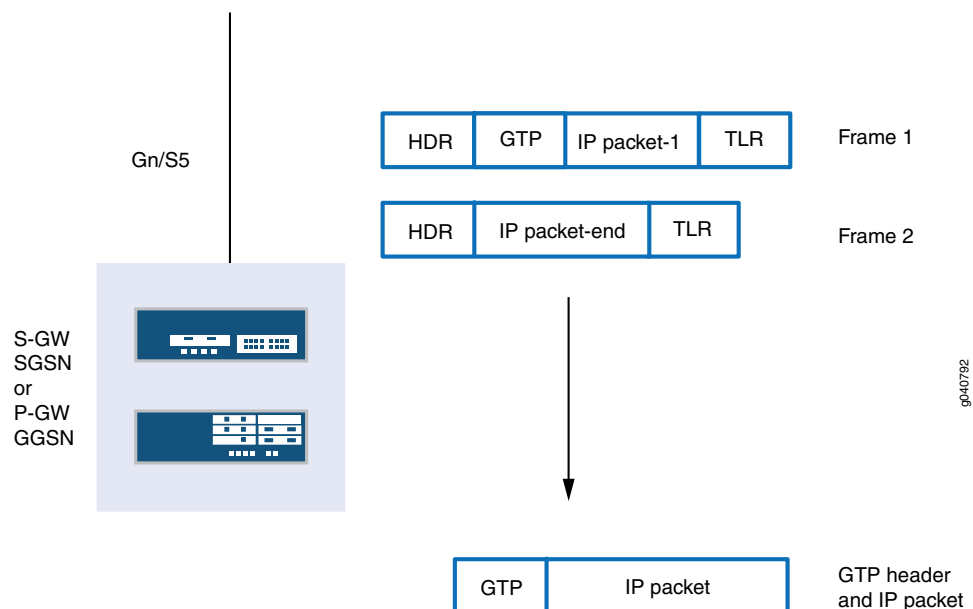 HDR GTP IP packet-1 TLR Frame 1
Gn/S5
HDR IP packet-end TLR Frame 2
S-GW
SGSN
or
P-GW
GGSN
g040792
GTP IP packet
GTP header
and IP packet